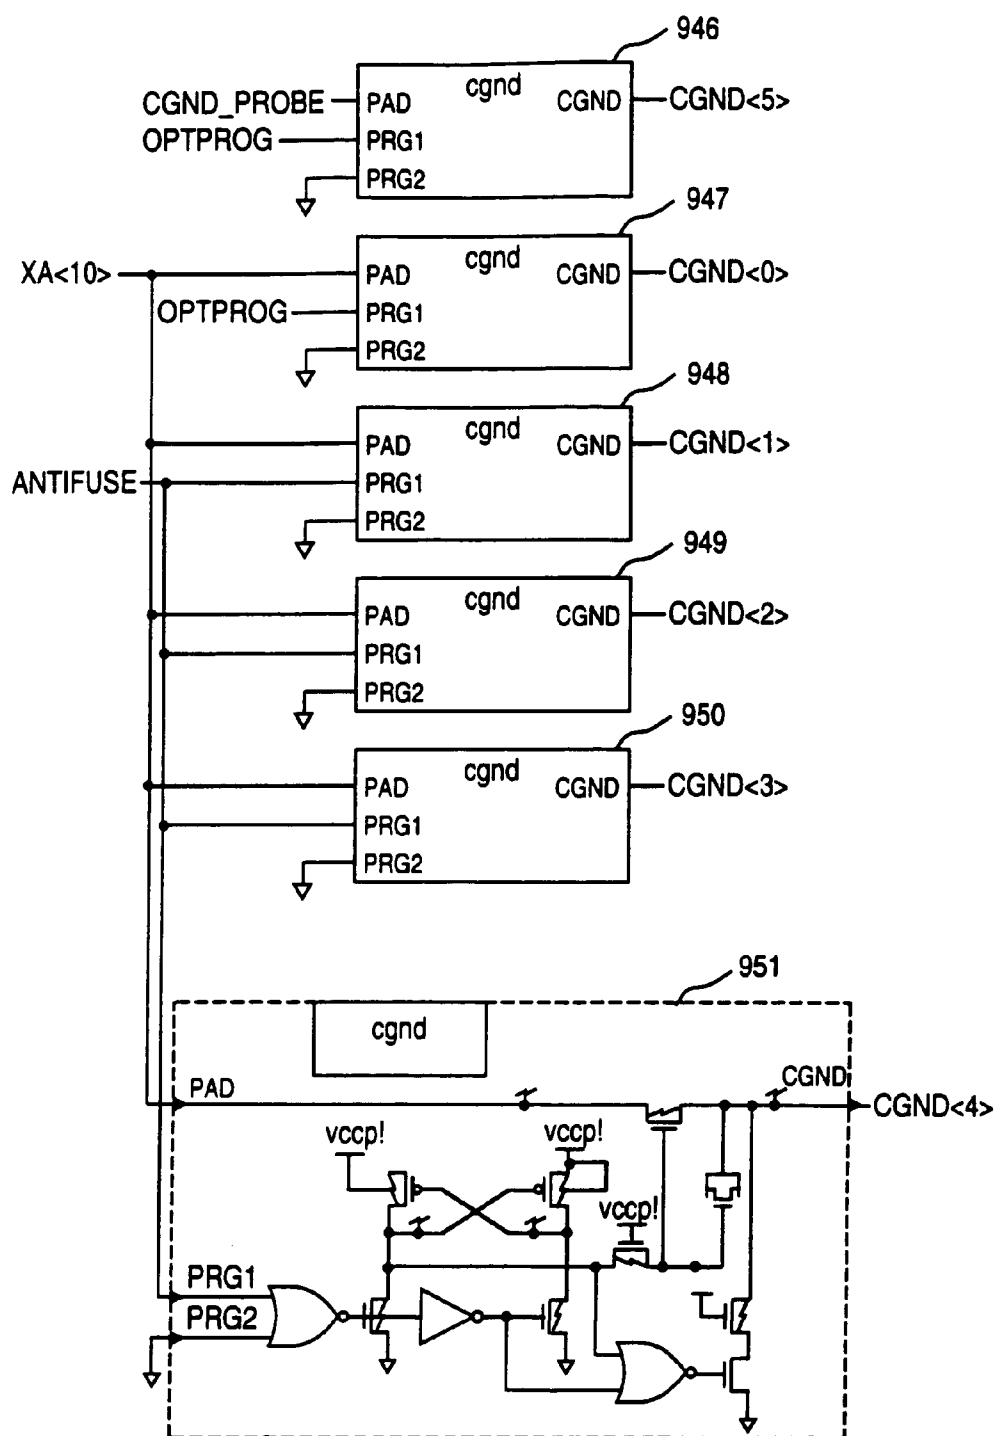 946
cgnd
CGND_PROBE PAD CGND CGND<5>
OPTPROG PRG1
PRG2
947
cgnd
XA<10> PAD CGND CGND<0>
OPTPROG PRG1
PRG2
948
cgnd
PAD CGND CGND<1>
ANTIFUSE PRG1
PRG2
949
cgnd
PAD CGND CGND<2>
PRG1
PRG2
950
cgnd
PAD CGND CGND<3>
PRG1
PRG2
951
cgnd
PAD CGND CGND<4>
vccp! vccp!
vccp!
PRG1
PRG2